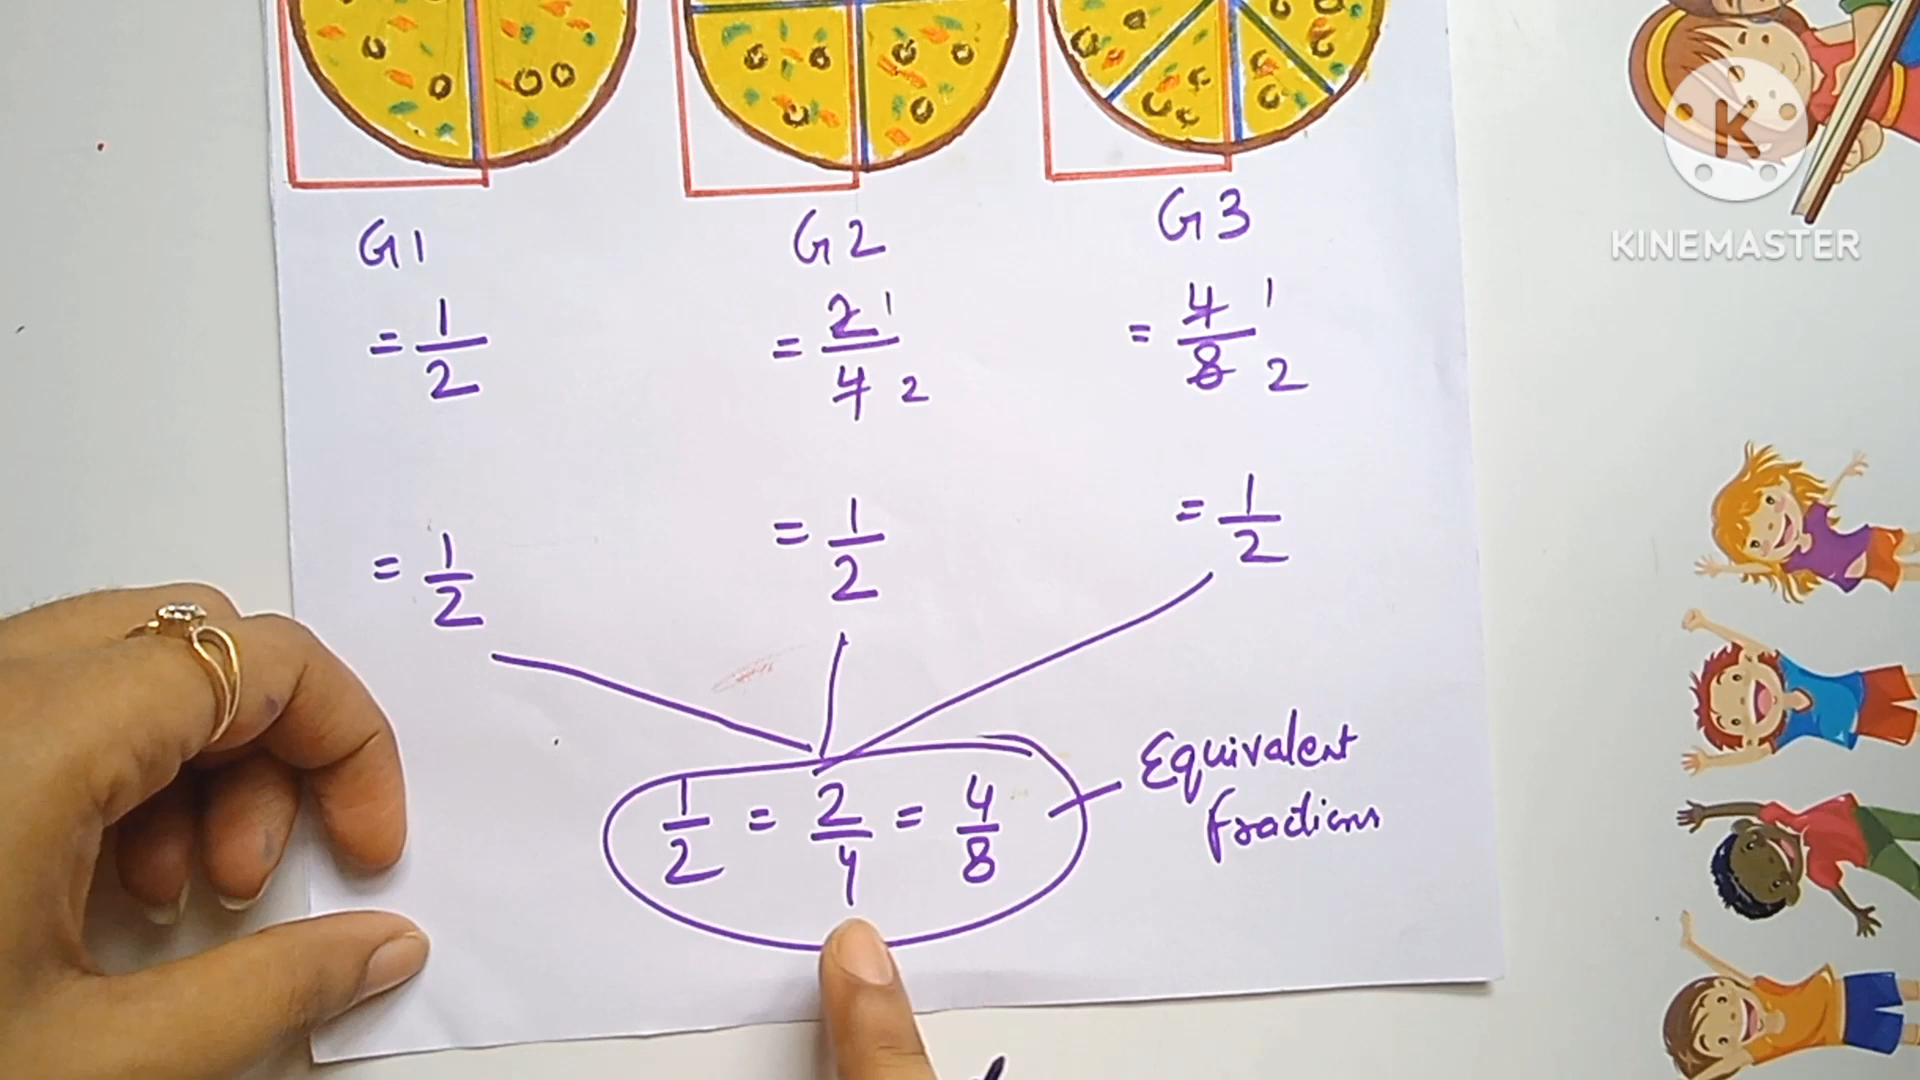 K
KINEMASTER
G1 G2 G3
= 1/2 = 2/4 1 2 = 4/8 1 2
= 1/2 = 1/2 = 1/2
1/2 = 2/4 = 4/8
Equivalent
fractions